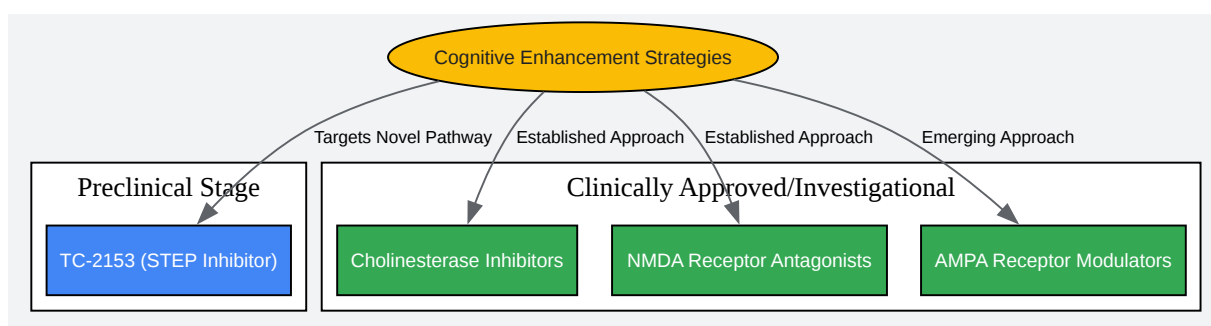 Cognitive Enhancement Strategies
Targets Novel Pathway
Established Approach
Established Approach
Emerging Approach
Preclinical Stage
Clinically Approved/Investigational
TC-2153 (STEP Inhibitor)
Cholinesterase Inhibitors
NMDA Receptor Antagonists
AMPA Receptor Modulators